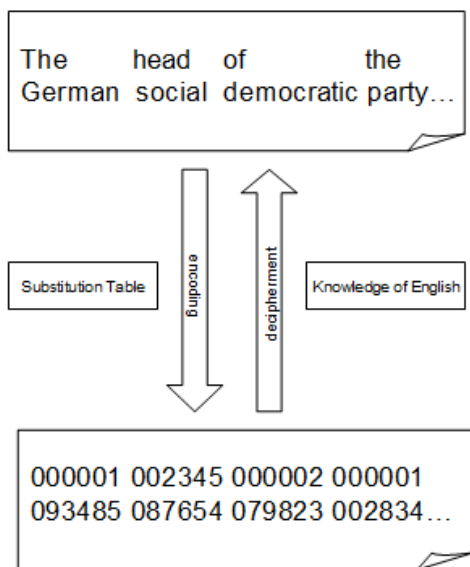 The head of the
German social democratic party...
encoding
decipherment
Substitution Table
Knowledge of English
000001 002345 000002 000001
093485 087654 079823 002834...